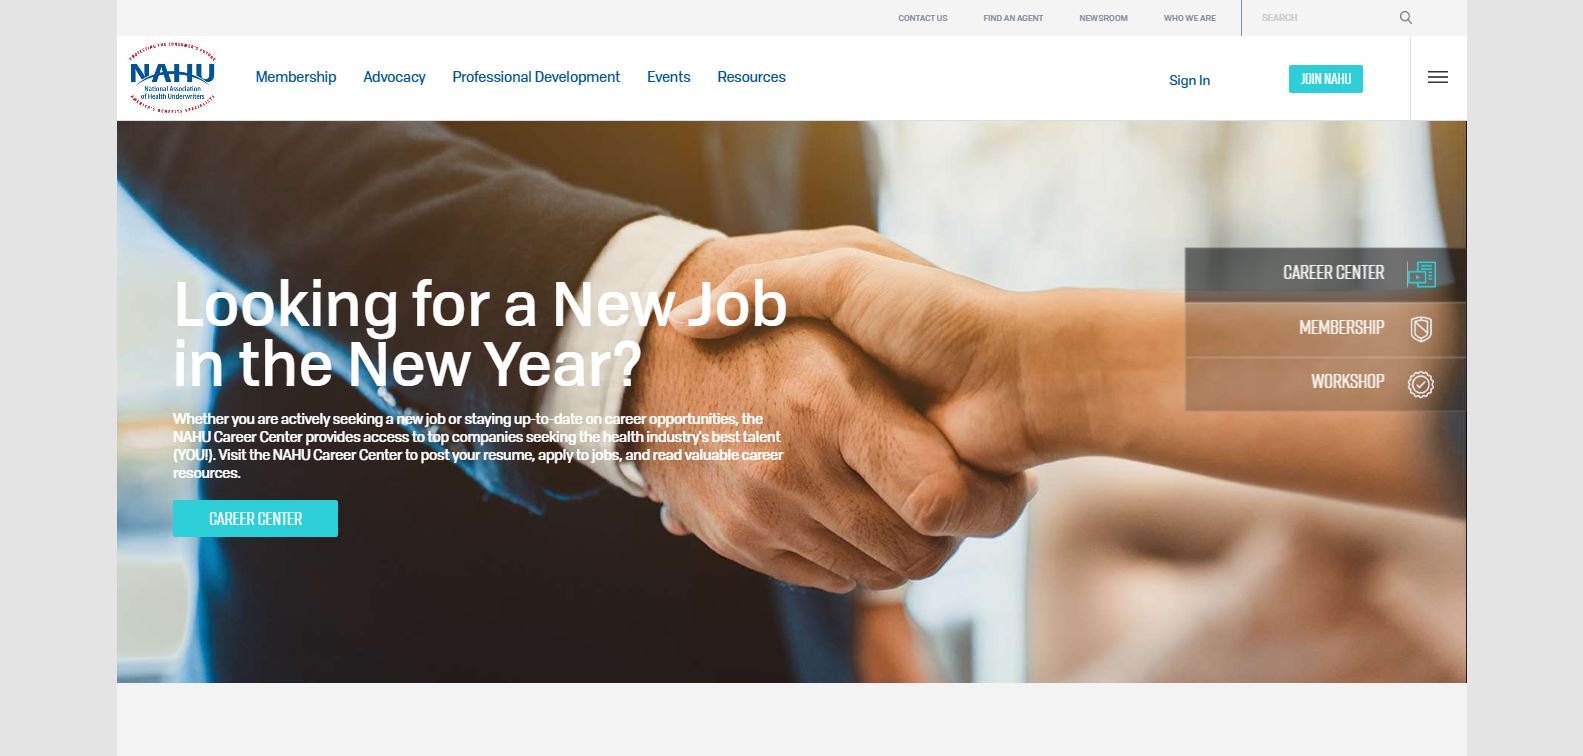 CONTACT US
FIND AN AGENT
NEWSROOM
WHO WE ARE
SEARCH
PROTECTING THE CONSUMER'S FUTURE
NAHU
National Association
of Health Underwriters
AMERICA'S BENEFITS SPECIALISTS
Membership
Advocacy
Professional Development
Events
Resources
Sign In
JOIN NAHU
Looking for a New Job
in the New Year?
Whether you are actively seeking a new job or staying up-to-date on career opportunities, the
NAHU Career Center provides access to top companies seeking the health industry's best talent
(YOU!). Visit the NAHU Career Center to post your resume, apply to jobs, and read valuable career
resources.
CAREER CENTER
CAREER CENTER
MEMBERSHIP
WORKSHOP